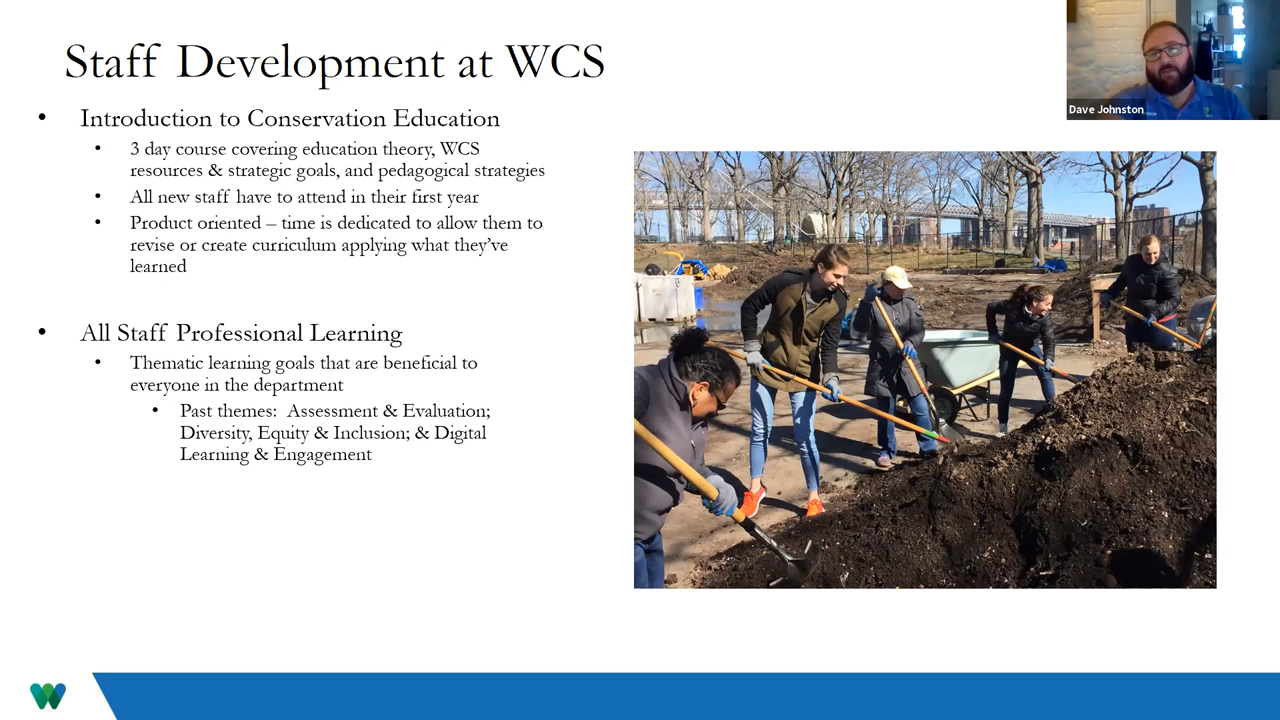 Staff Development at WCS
• Introduction to Conservation Education
• 3 day course covering education theory, WCS
resources & strategic goals, and pedagogical strategies
• All new staff have to attend in their first year
• Product oriented – time is dedicated to allow them to
revise or create curriculum applying what they've
learned
• All Staff Professional Learning
• Thematic learning goals that are beneficial to
everyone in the department
• Past themes: Assessment & Evaluation;
Diversity, Equity & Inclusion; & Digital
Learning & Engagement
Dave Johnston